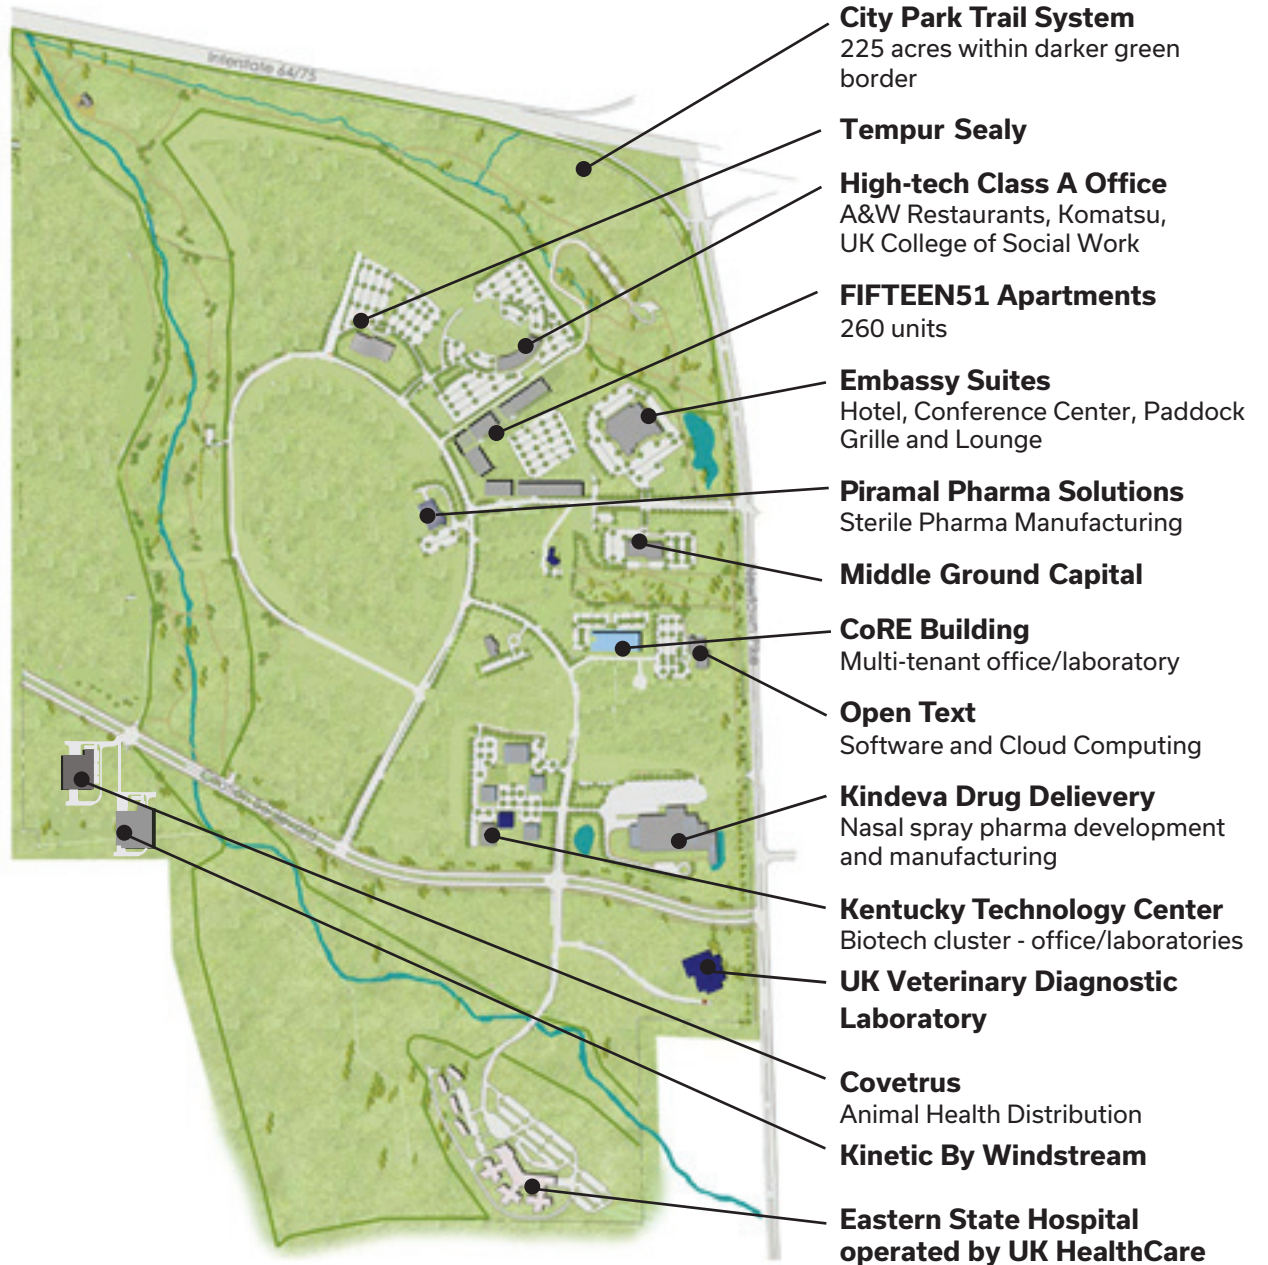 City Park Trail System
225 acres within darker green
border
Interstate 64/75
Tempur Sealy
High-tech Class A Office
A&W Restaurants, Komatsu,
UK College of Social Work
FIFTEEN51 Apartments
260 units
Embassy Suites
Hotel, Conference Center, Paddock
Grille and Lounge
Piramal Pharma Solutions
Sterile Pharma Manufacturing
Middle Ground Capital
CoRE Building
Multi-tenant office/laboratory
Open Text
Software and Cloud Computing
Kindeva Drug Delievery
Nasal spray pharma development
and manufacturing
Kentucky Technology Center
Biotech cluster - office/laboratories
UK Veterinary Diagnostic
Laboratory
Covetrus
Animal Health Distribution
Kinetic By Windstream
Eastern State Hospital
operated by UK HealthCare